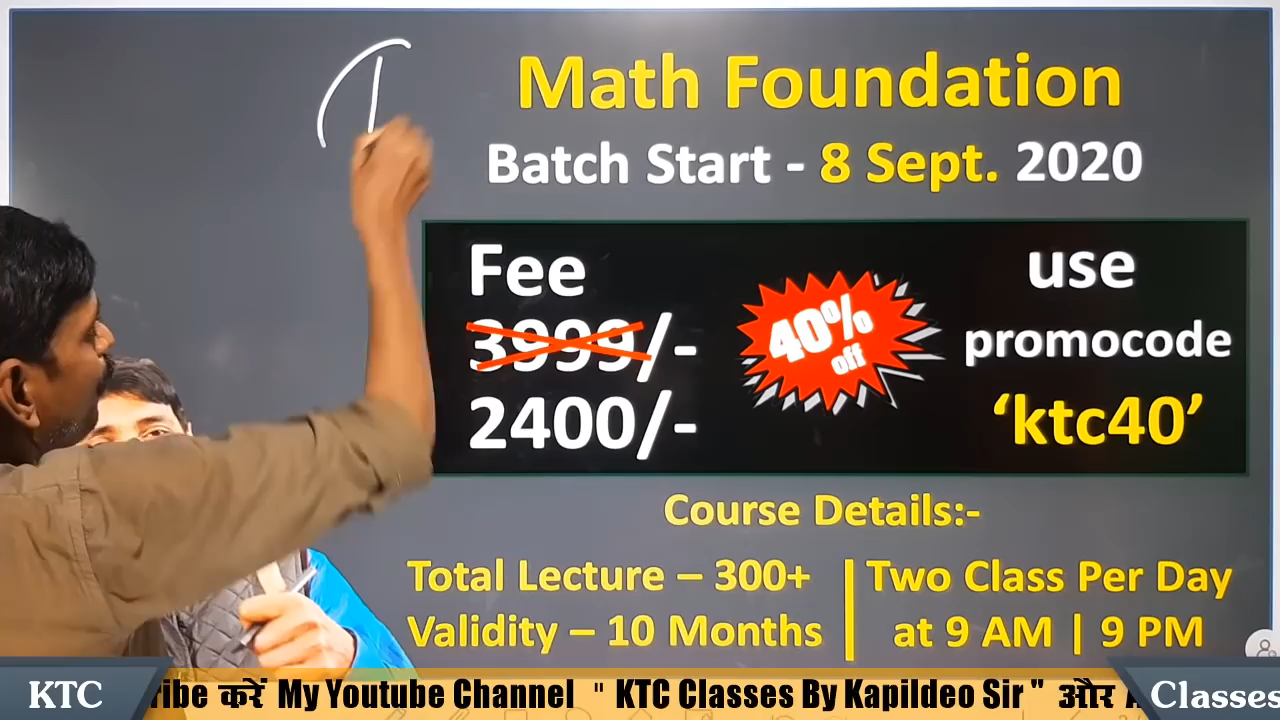 Math Foundation
Batch Start - 8 Sept. 2020
Fee
3999/-
2400/-
40%
off
use
promocode
‘ktc40’
Course Details:-
Total Lecture – 300+
Validity – 10 Months
Two Class Per Day
at 9 AM | 9 PM
KTC
करें My Youtube Channel " KTC Classes By Kapildeo Sir " और
Classes